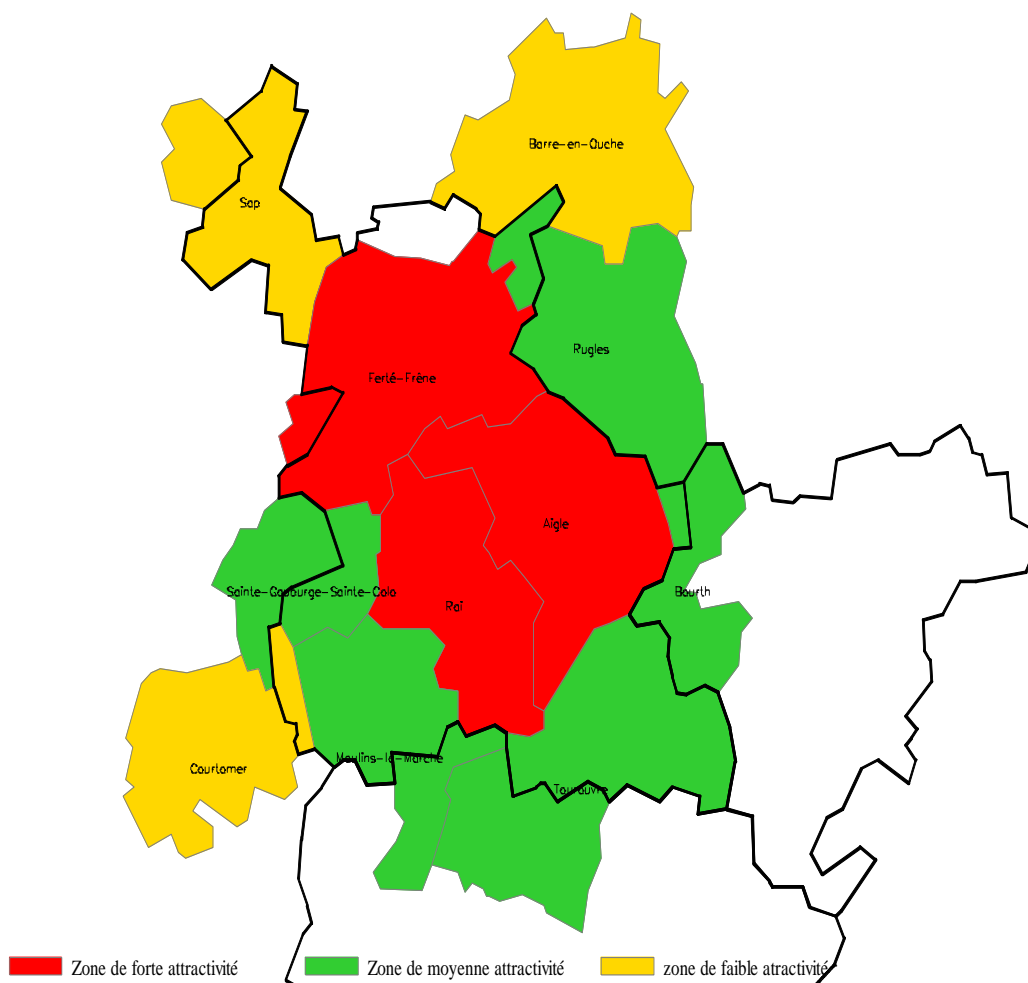 Barre-en-Ouche
Sap
Rugles
Ferté-Frêne
Aigle
Sainte-Gauburge-Sainte-Colo
Rai
Bourth
Moulins-la-Marche
Courtomer
Tourouvre
Zone de forte attractivité
Zone de moyenne attractivité
zone de faible atractivité